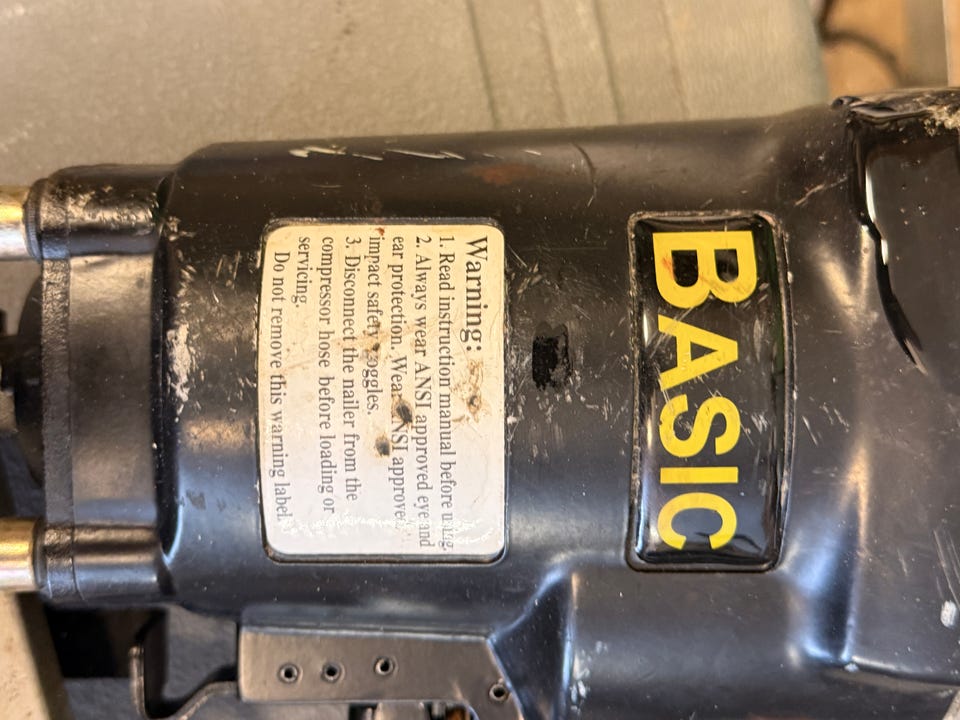 BASIC
Warning:
1. Read instruction manual before using.
2. Always wear ANSI approved eye and
ear protection. Wear ANSI approved
impact safety goggles.
3. Disconnect the nailer from the
compressor hose before loading or
servicing.
Do not remove this warning label.